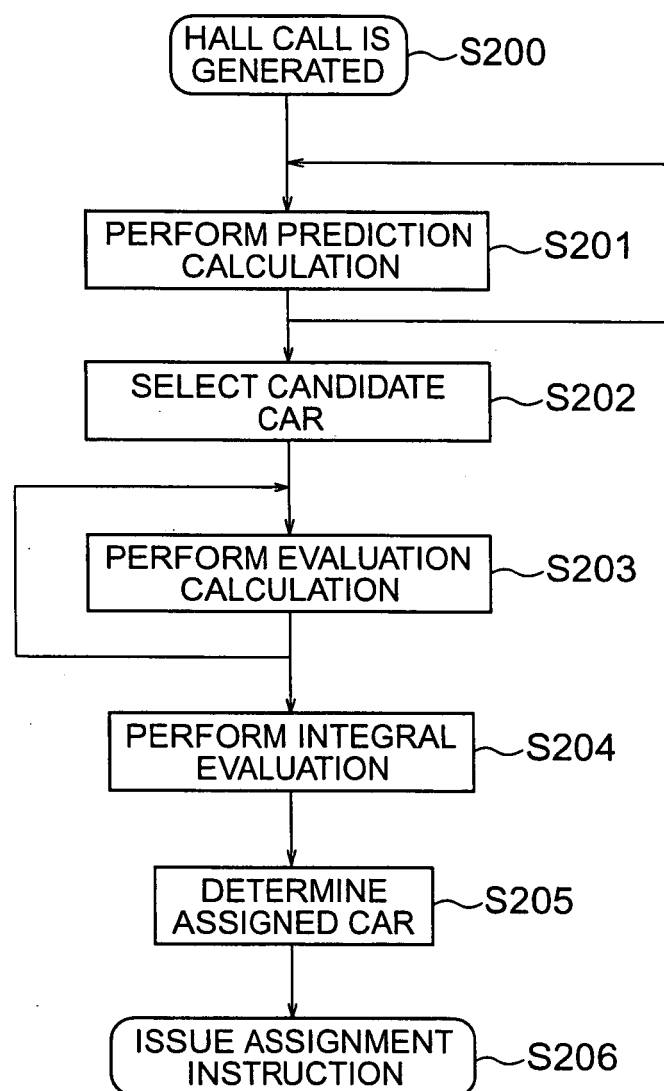 HALL CALL IS
GENERATED
S200
PERFORM PREDICTION
CALCULATION
S201
SELECT CANDIDATE
CAR
S202
PERFORM EVALUATION
CALCULATION
S203
PERFORM INTEGRAL
EVALUATION
S204
DETERMINE
ASSIGNED CAR
S205
ISSUE ASSIGNMENT
INSTRUCTION
S206